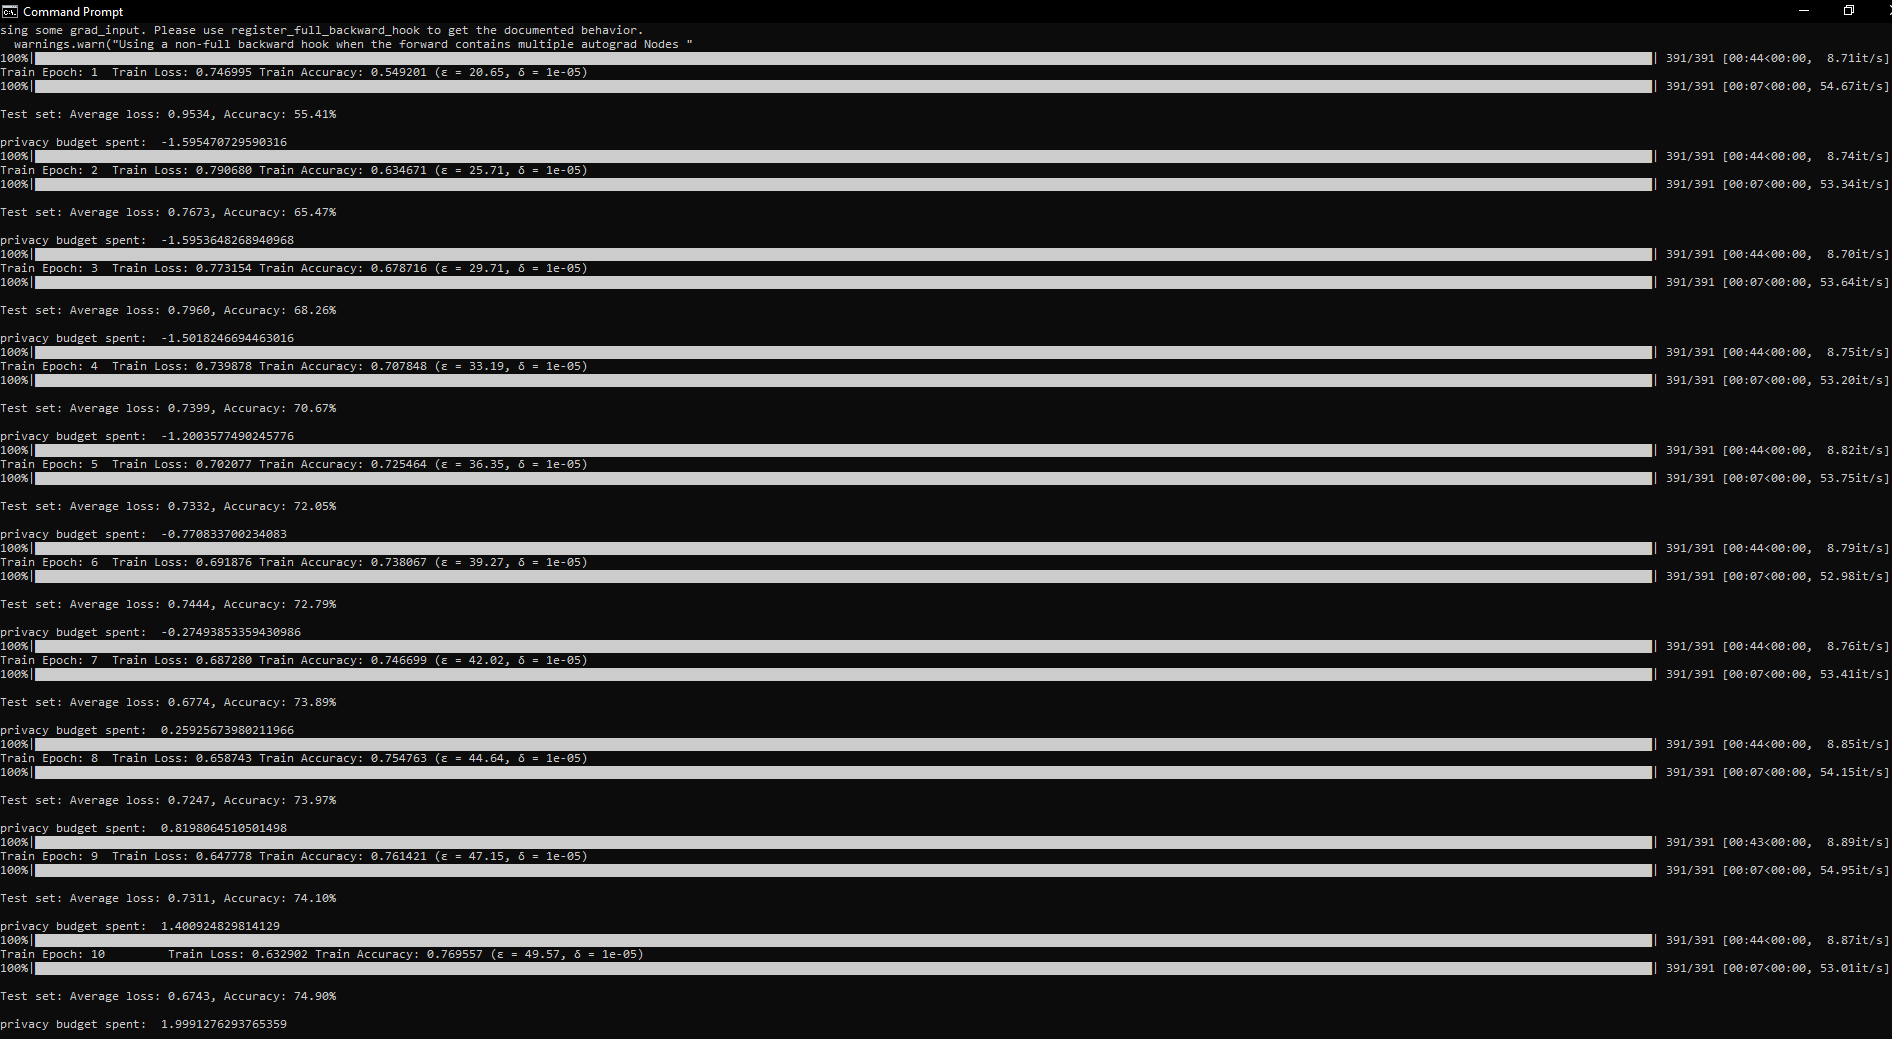 Command Prompt
sing some grad_input. Please use register_full_backward_hook to get the documented behavior.
  warnings.warn("Using a non-full backward hook when the forward contains multiple autograd Nodes "
100%| | 391/391 [00:44<00:00,  8.71it/s]
Train Epoch: 1  Train Loss: 0.746995 Train Accuracy: 0.549201 (ε = 20.65, δ = 1e-05)
100%| | 391/391 [00:07<00:00, 54.67it/s]
Test set: Average loss: 0.9534, Accuracy: 55.41%
privacy budget spent:  -1.595470729590316
100%| | 391/391 [00:44<00:00,  8.74it/s]
Train Epoch: 2  Train Loss: 0.790680 Train Accuracy: 0.634671 (ε = 25.71, δ = 1e-05)
100%| | 391/391 [00:07<00:00, 53.34it/s]
Test set: Average loss: 0.7673, Accuracy: 65.47%
privacy budget spent:  -1.5953648268940968
100%| | 391/391 [00:44<00:00,  8.70it/s]
Train Epoch: 3  Train Loss: 0.773154 Train Accuracy: 0.678716 (ε = 29.71, δ = 1e-05)
100%| | 391/391 [00:07<00:00, 53.64it/s]
Test set: Average loss: 0.7960, Accuracy: 68.26%
privacy budget spent:  -1.5018246694463016
100%| | 391/391 [00:44<00:00,  8.75it/s]
Train Epoch: 4  Train Loss: 0.739878 Train Accuracy: 0.707848 (ε = 33.19, δ = 1e-05)
100%| | 391/391 [00:07<00:00, 53.20it/s]
Test set: Average loss: 0.7399, Accuracy: 70.67%
privacy budget spent:  -1.2003577490245776
100%| | 391/391 [00:44<00:00,  8.82it/s]
Train Epoch: 5  Train Loss: 0.702077 Train Accuracy: 0.725464 (ε = 36.35, δ = 1e-05)
100%| | 391/391 [00:07<00:00, 53.75it/s]
Test set: Average loss: 0.7332, Accuracy: 72.05%
privacy budget spent:  -0.770833700234083
100%| | 391/391 [00:44<00:00,  8.79it/s]
Train Epoch: 6  Train Loss: 0.691876 Train Accuracy: 0.738067 (ε = 39.27, δ = 1e-05)
100%| | 391/391 [00:07<00:00, 52.98it/s]
Test set: Average loss: 0.7444, Accuracy: 72.79%
privacy budget spent:  -0.27493853359430986
100%| | 391/391 [00:44<00:00,  8.76it/s]
Train Epoch: 7  Train Loss: 0.687280 Train Accuracy: 0.746699 (ε = 42.02, δ = 1e-05)
100%| | 391/391 [00:07<00:00, 53.41it/s]
Test set: Average loss: 0.6774, Accuracy: 73.89%
privacy budget spent:  0.25925673980211966
100%| | 391/391 [00:44<00:00,  8.85it/s]
Train Epoch: 8  Train Loss: 0.658743 Train Accuracy: 0.754763 (ε = 44.64, δ = 1e-05)
100%| | 391/391 [00:07<00:00, 54.15it/s]
Test set: Average loss: 0.7247, Accuracy: 73.97%
privacy budget spent:  0.8198064510501498
100%| | 391/391 [00:43<00:00,  8.89it/s]
Train Epoch: 9  Train Loss: 0.647778 Train Accuracy: 0.761421 (ε = 47.15, δ = 1e-05)
100%| | 391/391 [00:07<00:00, 54.95it/s]
Test set: Average loss: 0.7311, Accuracy: 74.10%
privacy budget spent:  1.400924829814129
100%| | 391/391 [00:44<00:00,  8.87it/s]
Train Epoch: 10         Train Loss: 0.632902 Train Accuracy: 0.769557 (ε = 49.57, δ = 1e-05)
100%| | 391/391 [00:07<00:00, 53.01it/s]
Test set: Average loss: 0.6743, Accuracy: 74.90%
privacy budget spent:  1.9991276293765359